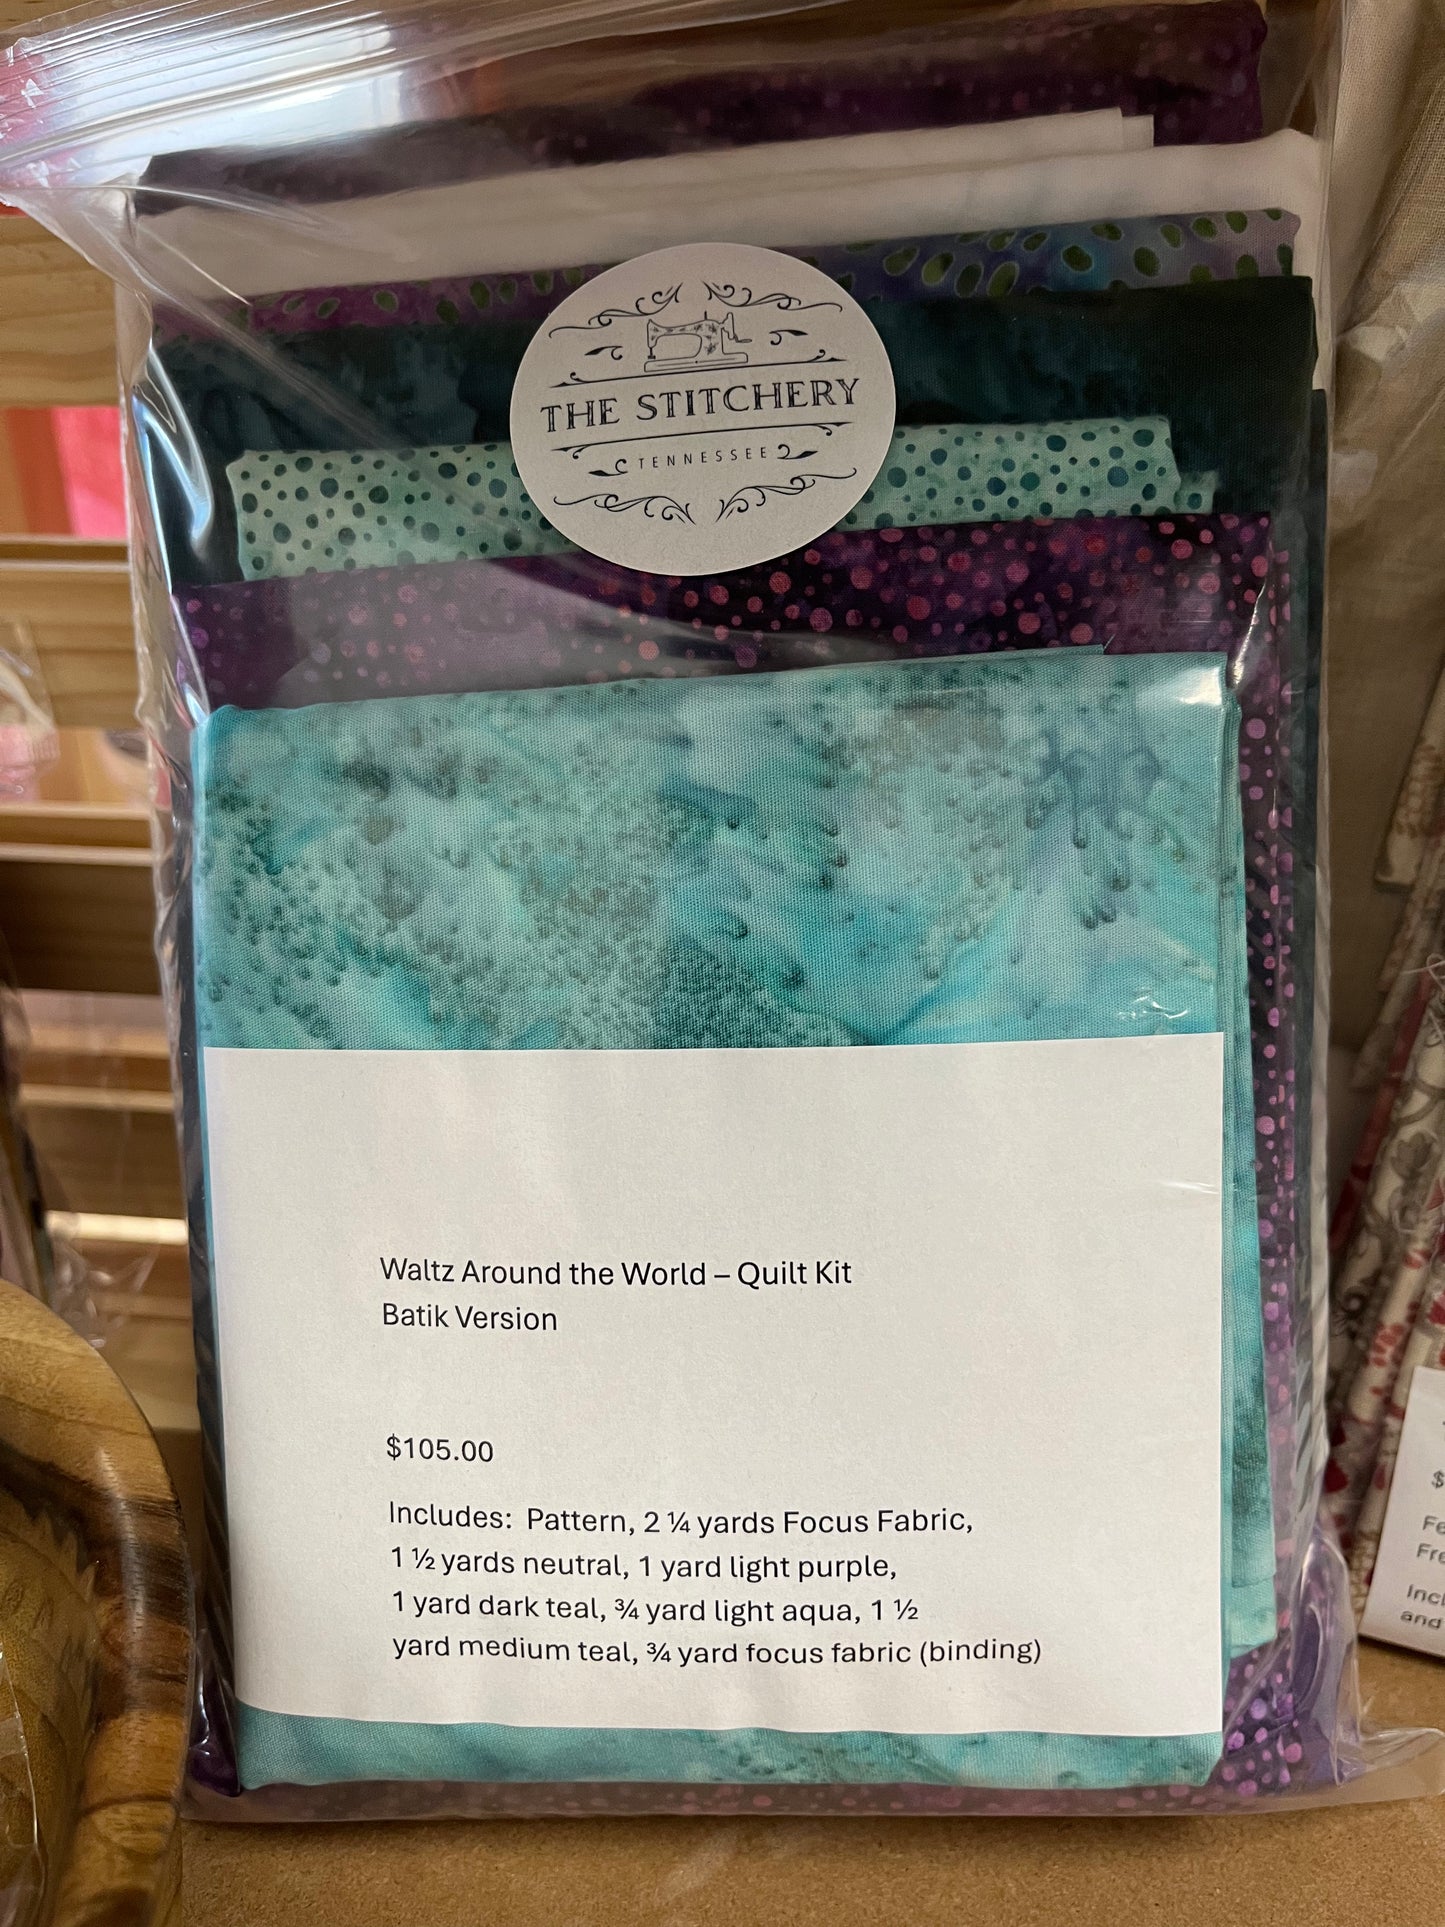 THE STITCHERY
TENNESSEE
Waltz Around the World – Quilt Kit
Batik Version
$105.00
Includes: Pattern, 2 ¼ yards Focus Fabric,
1 ½ yards neutral, 1 yard light purple,
1 yard dark teal, ¾ yard light aqua, 1 ½
yard medium teal, ¾ yard focus fabric (binding)
$
and